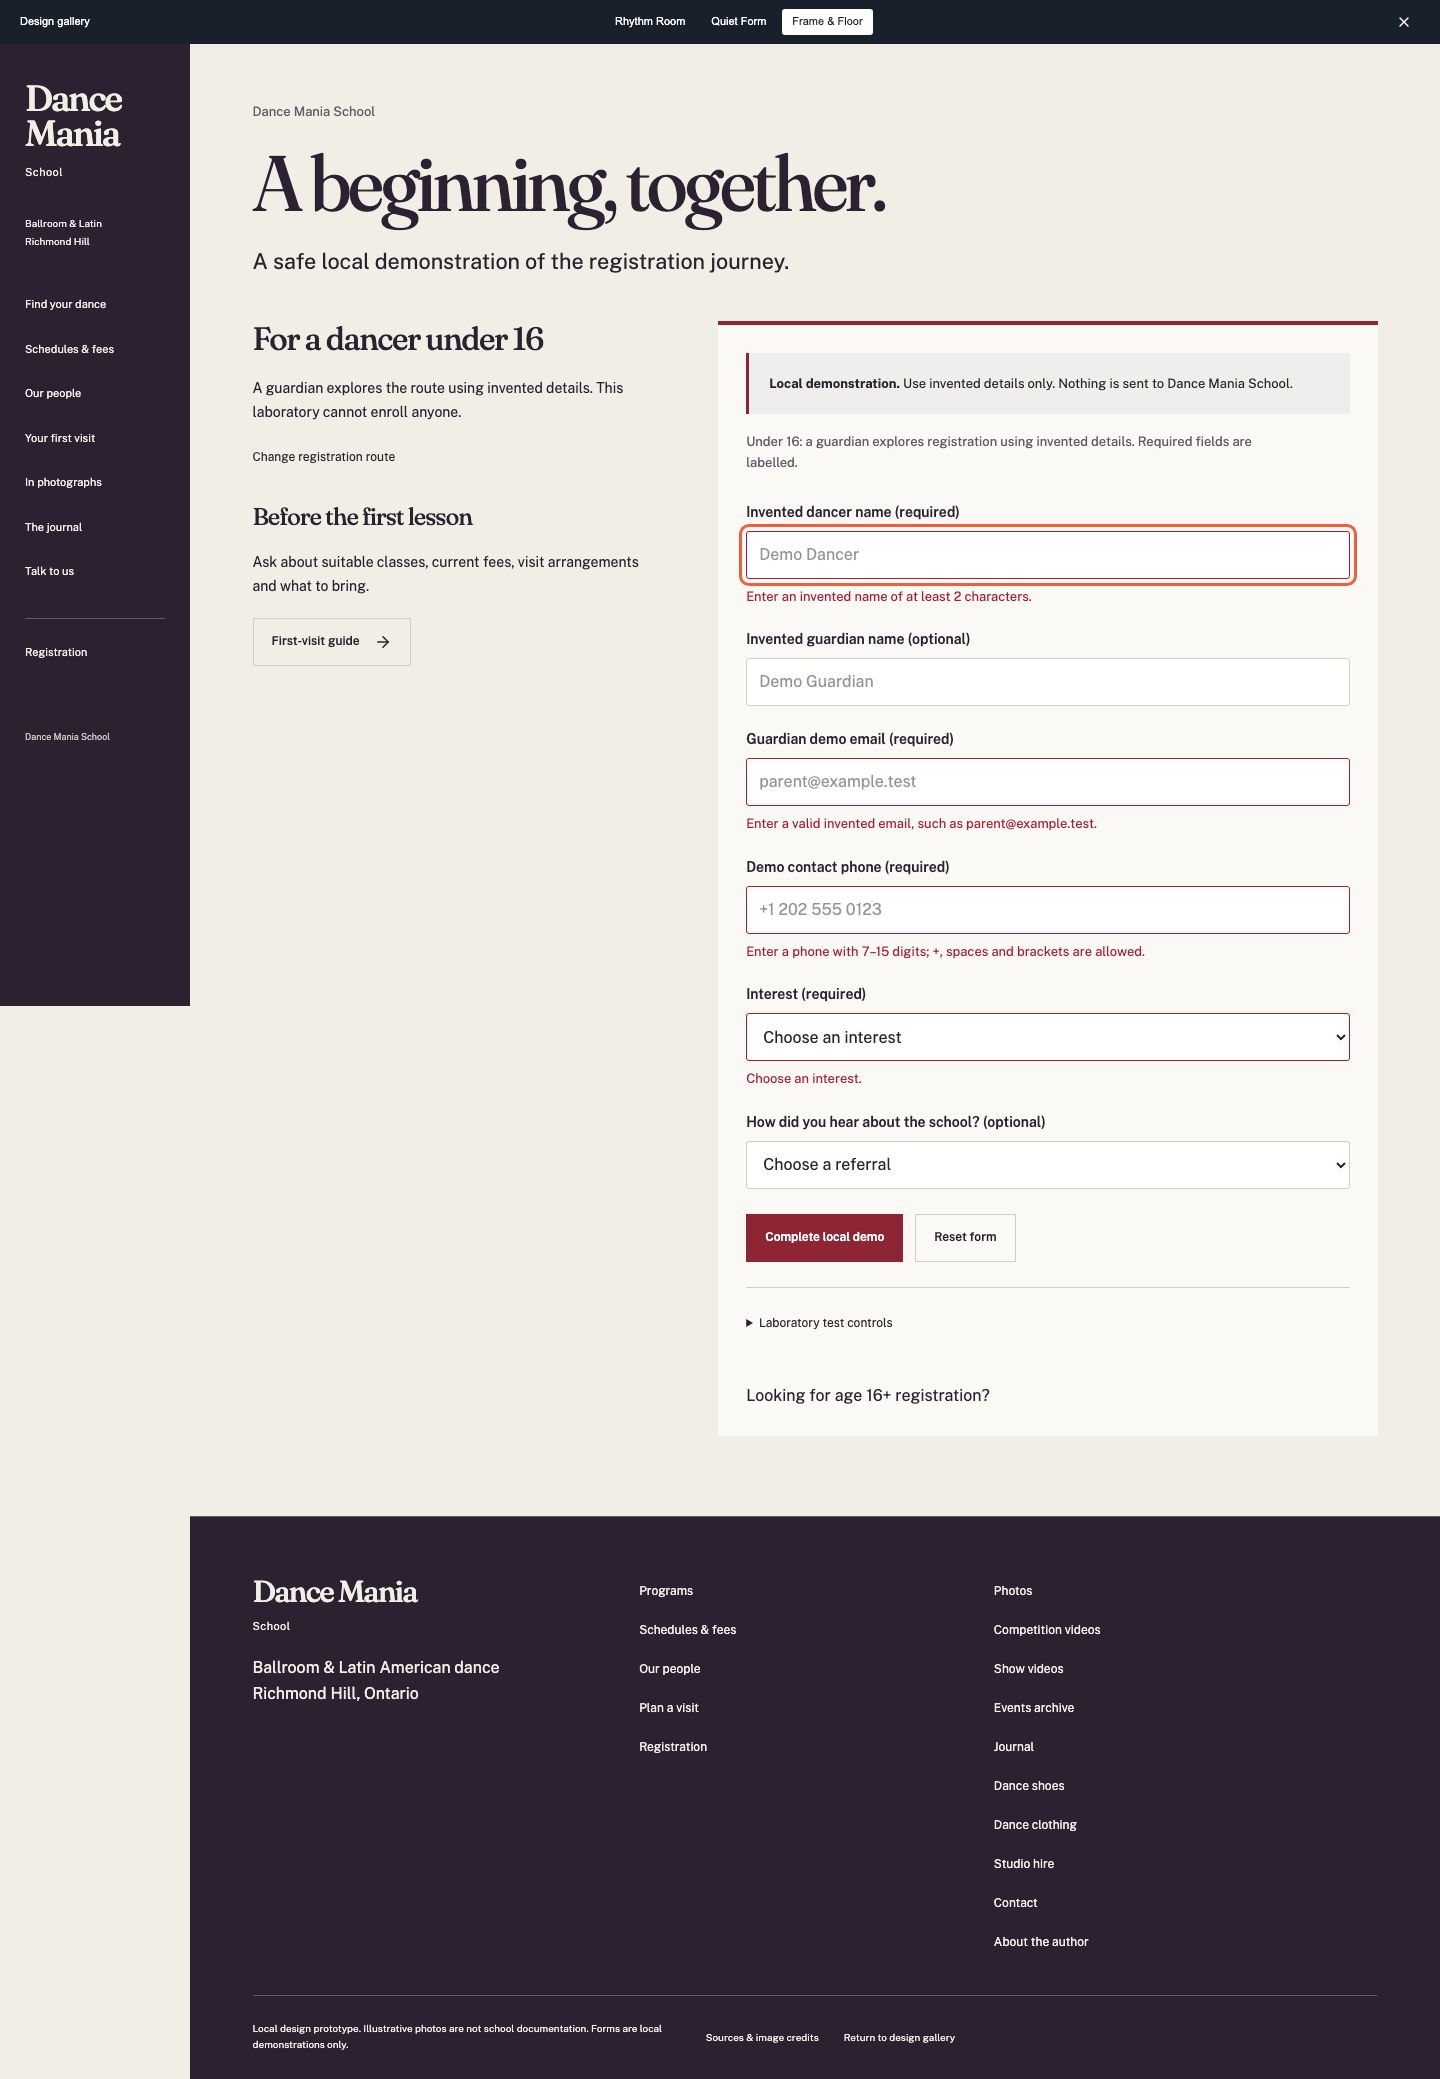 Design gallery
Rhythm Room
Quiet Form
Frame & Floor
Dance
Mania
School
Ballroom & Latin
Richmond Hill
Find your dance
Schedules & fees
Our people
Your first visit
In photographs
The journal
Talk to us
Registration
Dance Mania School
Dance Mania School
A beginning, together.
A safe local demonstration of the registration journey.
For a dancer under 16
A guardian explores the route using invented details. This
laboratory cannot enroll anyone.
Change registration route
Before the first lesson
Ask about suitable classes, current fees, visit arrangements
and what to bring.
First-visit guide
Local demonstration. Use invented details only. Nothing is sent to Dance Mania School.
Under 16: a guardian explores registration using invented details. Required fields are
labelled.
Invented dancer name (required)
Demo Dancer
Enter an invented name of at least 2 characters.
Invented guardian name (optional)
Demo Guardian
Guardian demo email (required)
parent@example.test
Enter a valid invented email, such as parent@example.test.
Demo contact phone (required)
+1 202 555 0123
Enter a phone with 7–15 digits; +, spaces and brackets are allowed.
Interest (required)
Choose an interest
Choose an interest.
How did you hear about the school? (optional)
Choose a referral
Complete local demo
Reset form
Laboratory test controls
Looking for age 16+ registration?
Dance Mania
School
Ballroom & Latin American dance
Richmond Hill, Ontario
Programs
Schedules & fees
Our people
Plan a visit
Registration
Photos
Competition videos
Show videos
Events archive
Journal
Dance shoes
Dance clothing
Studio hire
Contact
About the author
Local design prototype. Illustrative photos are not school documentation. Forms are local
demonstrations only.
Sources & image credits
Return to design gallery